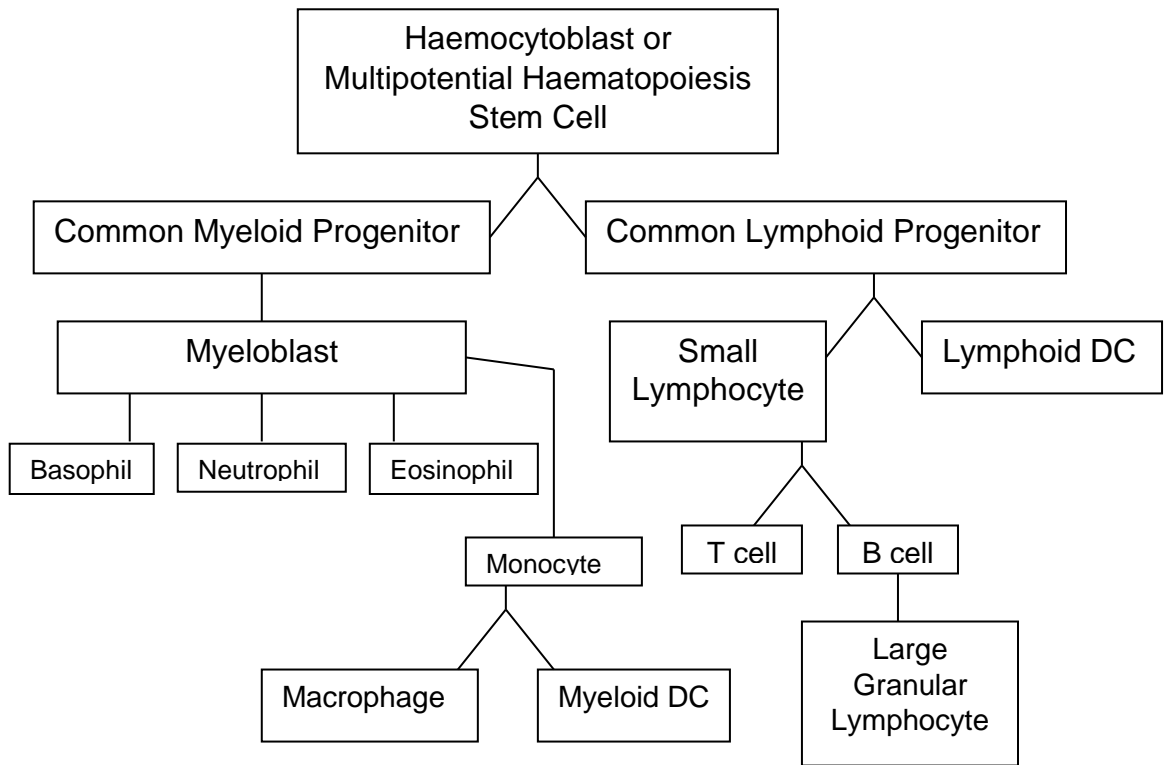 Haemocytoblast or
Multipotential Haematopoiesis
Stem Cell
Common Myeloid Progenitor
Common Lymphoid Progenitor
Myeloblast
Small
Lymphocyte
Lymphoid DC
Basophil
Neutrophil
Eosinophil
T cell
B cell
Monocyte
Macrophage
Myeloid DC
Large
Granular
Lymphocyte